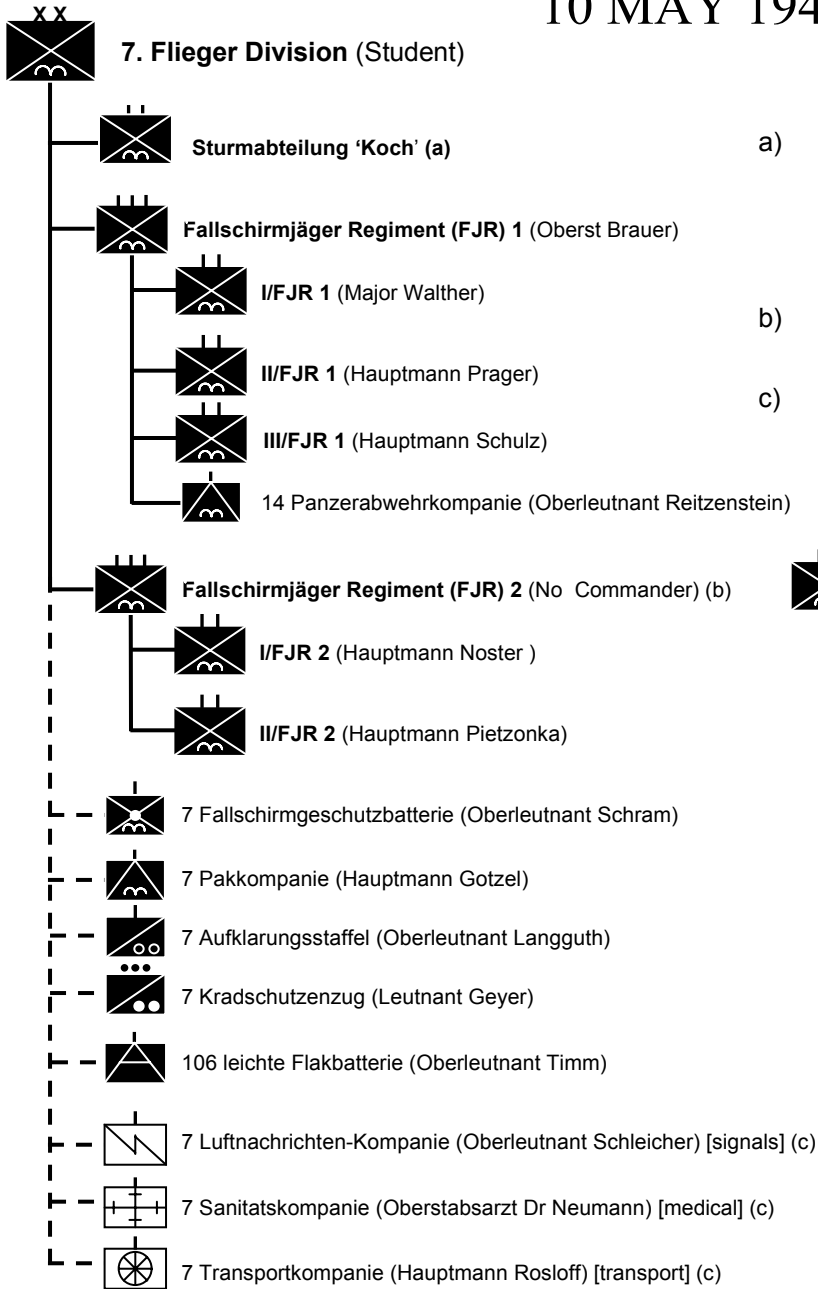 10 MAY 194
X X
7. Flieger Division (Student)
Sturmabteilung ‘Koch’ (a)
a)
Fallschirmjäger Regiment (FJR) 1 (Oberst Brauer)
I/FJR 1 (Major Walther)
b)
II/FJR 1 (Hauptmann Prager)
c)
III/FJR 1 (Hauptmann Schulz)
14 Panzerabwehrkompanie (Oberleutnant Reitzenstein)
Fallschirmjäger Regiment (FJR) 2 (No Commander) (b)
I/FJR 2 (Hauptmann Noster )
II/FJR 2 (Hauptmann Pietzonka)
7 Fallschirmgeschutzbatterie (Oberleutnant Schram)
7 Pakkompanie (Hauptmann Gotzel)
7 Aufklarungsstaffel (Oberleutnant Langguth)
7 Kradschutzenzug (Leutnant Geyer)
106 leichte Flakbatterie (Oberleutnant Timm)
7 Luftnachrichten-Kompanie (Oberleutnant Schleicher) [signals] (c)
7 Sanitatskompanie (Oberstabsarzt Dr Neumann) [medical] (c)
7 Transportkompanie (Hauptmann Rosloff) [transport] (c)